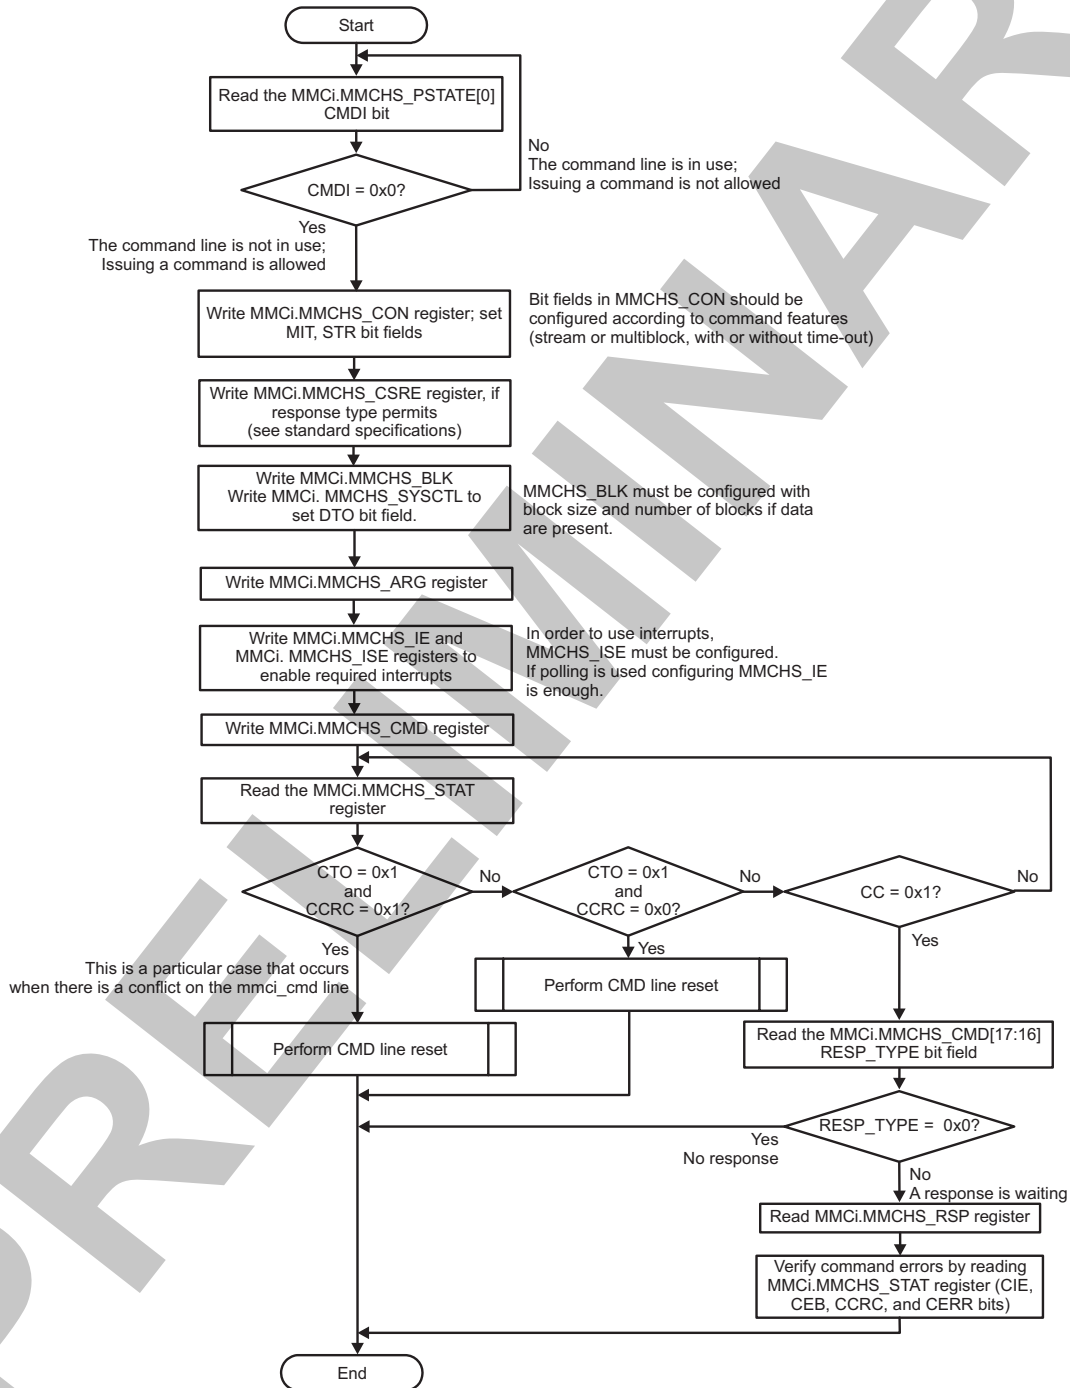 Start
Read the MMCi.MMCHS_PSTATE[0]
CMDI bit
No
The command line is in use;
Issuing a command is not allowed
CMDI = 0x0?
Yes
The command line is not in use;
Issuing a command is allowed
Write MMCi.MMCHS_CON register; set
MIT, STR bit fields
Bit fields in MMCHS_CON should be
configured according to command features
(stream or multiblock, with or without time-out)
Write MMCi.MMCHS_CSRE register, if
response type permits
(see standard specifications)
Write MMCi.MMCHS_BLK
Write MMCi. MMCHS_SYSCTL to
set DTO bit field.
MMCHS_BLK must be configured with
block size and number of blocks if data
are present.
Write MMCi.MMCHS_ARG register
Write MMCi.MMCHS_IE and
MMCi. MMCHS_ISE registers to
enable required interrupts
In order to use interrupts,
MMCHS_ISE must be configured.
If polling is used configuring MMCHS_IE
is enough.
Write MMCi.MMCHS_CMD register
Read the MMCi.MMCHS_STAT
register
CTO = 0x1
and
CCRC = 0x1?
No
CTO = 0x1
and
CCRC = 0x0?
No
CC = 0x1?
No
Yes
This is a particular case that occurs
when there is a conflict on the mmci_cmd line
Yes
Yes
Perform CMD line reset
Perform CMD line reset
Read the MMCi.MMCHS_CMD[17:16]
RESP_TYPE bit field
RESP_TYPE = 0x0?
Yes
No response
No
A response is waiting
Read MMCi.MMCHS_RSP register
Verify command errors by reading
MMCi.MMCHS_STAT register (CIE,
CEB, CCRC, and CERR bits)
End
PRELIMINAR